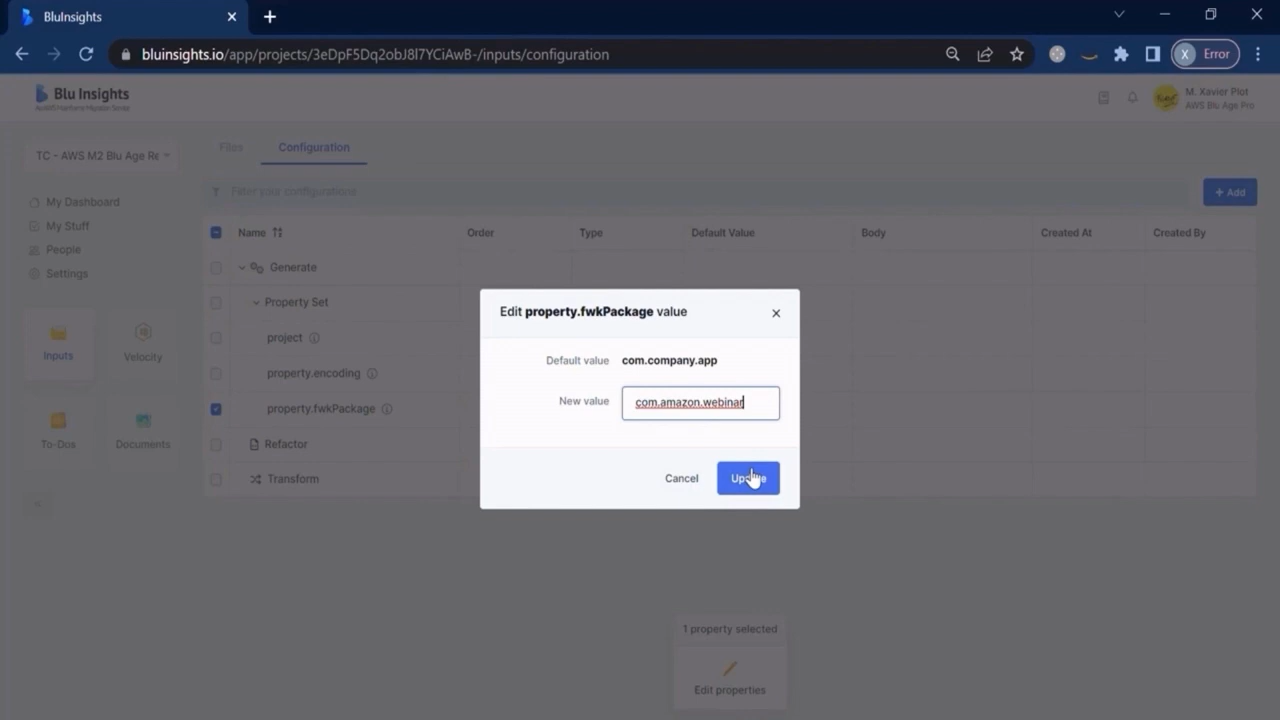 BluInsights
bluinsights.io/app/projects/3eDpF5Dq2obJ8l7YCiAwB-/inputs/configuration
X Error
Blu Insights
M. Xavier Plot
AWS Blu Age Pro
TC - AWS M2 Blu Age Re
Files
Configuration
My Dashboard
My Stuff
People
Settings
Filter your configurations
+ Add
Name
Order
Type
Default Value
Body
Created At
Created By
Generate
Property Set
project
property.encoding
property.fwkPackage
Refactor
Transform
Inputs
Velocity
To-Dos
Documents
Edit property.fwkPackage value
Default value com.company.app
New value com.amazon.webinar
Cancel
1 property selected
Edit properties